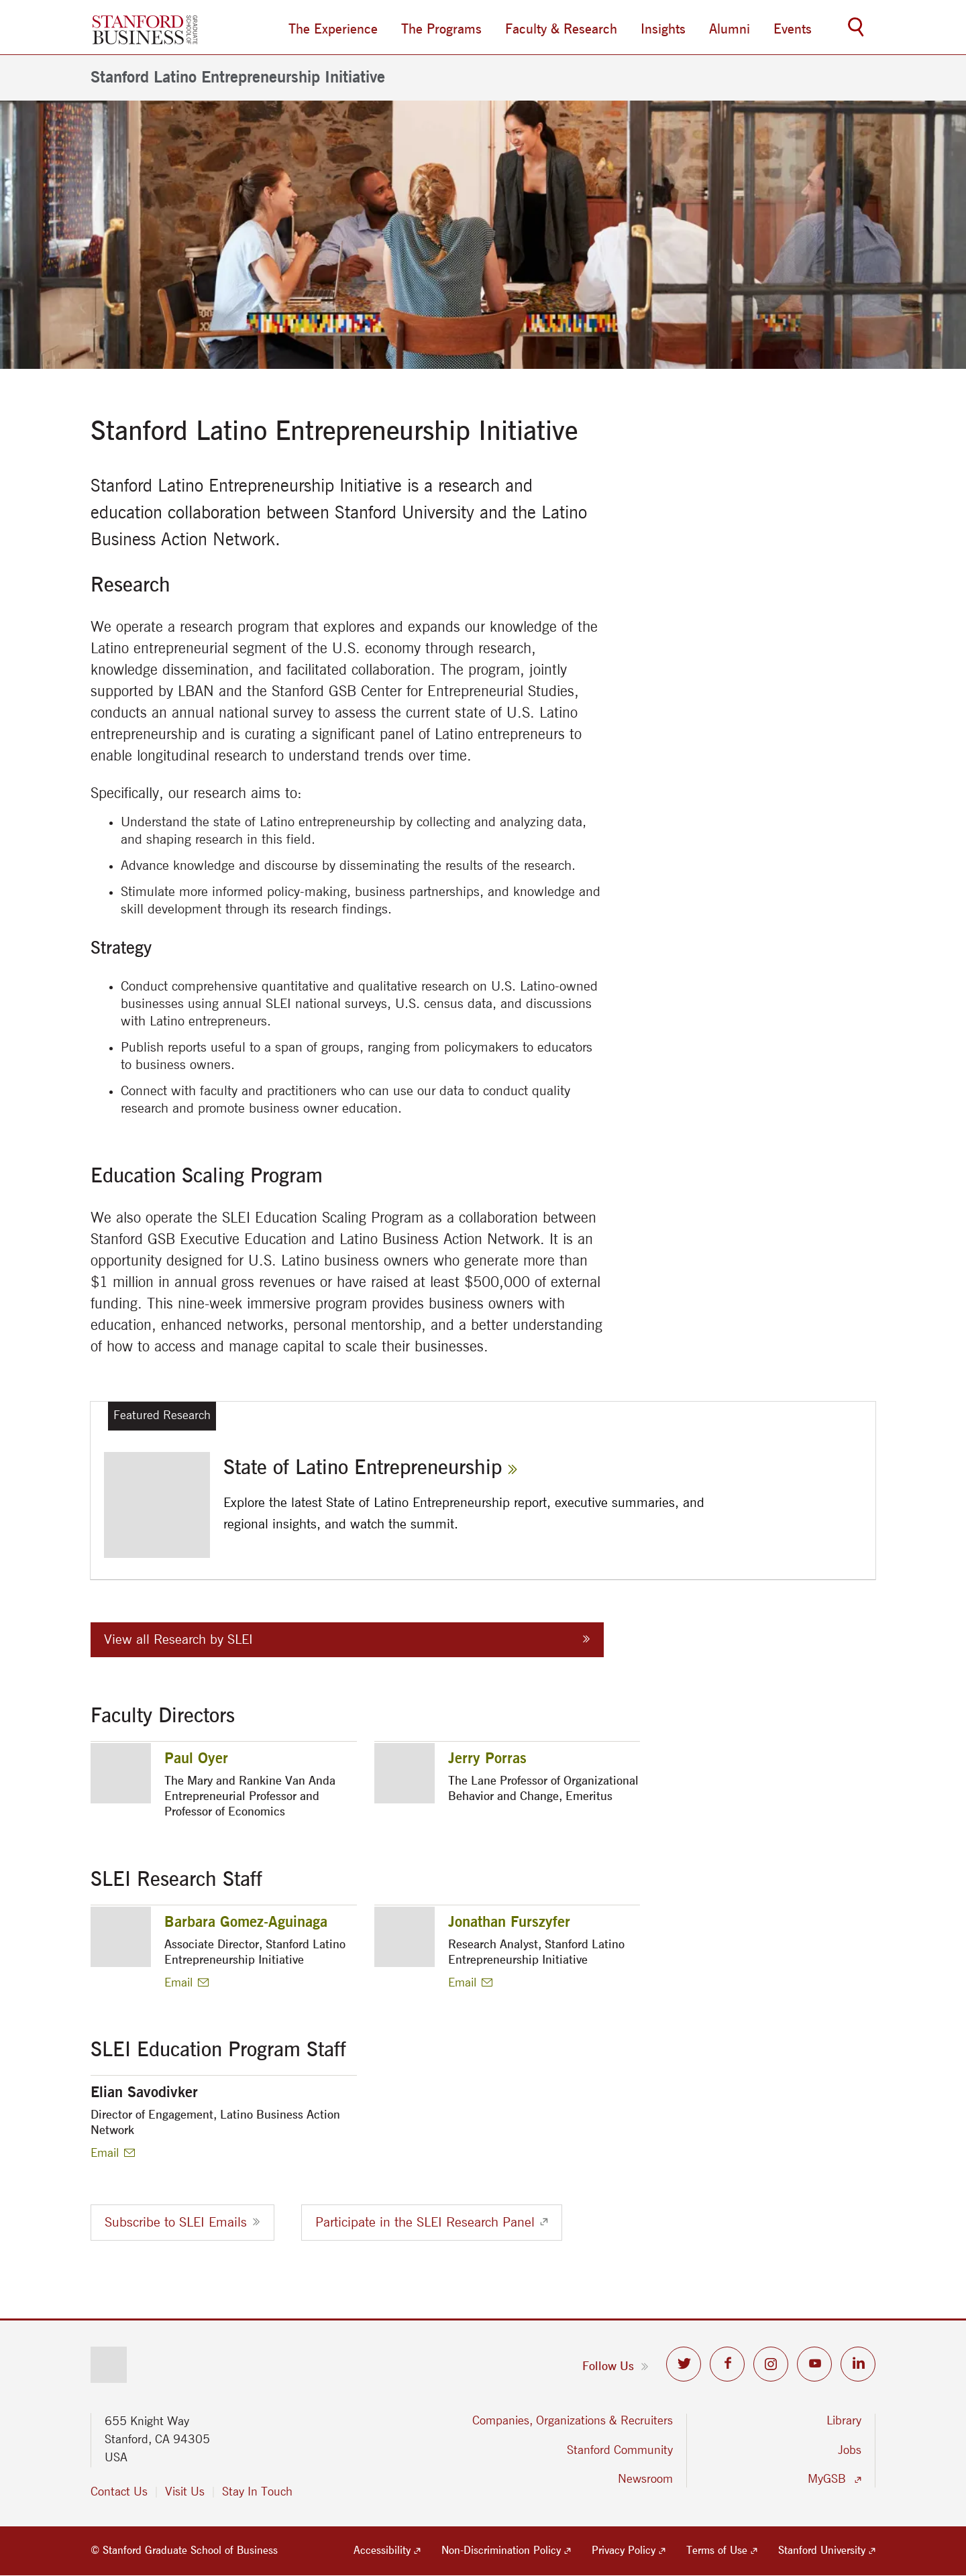 STANFORD
BUSINESS
GRADUATE
SCHOOL OF
The Experience
The Programs
Faculty & Research
Insights
Alumni
Events
Stanford Latino Entrepreneurship Initiative
Stanford Latino Entrepreneurship Initiative
Stanford Latino Entrepreneurship Initiative is a research and
education collaboration between Stanford University and the Latino
Business Action Network.
Research
We operate a research program that explores and expands our knowledge of the
Latino entrepreneurial segment of the U.S. economy through research,
knowledge dissemination, and facilitated collaboration. The program, jointly
supported by LBAN and the Stanford GSB Center for Entrepreneurial Studies,
conducts an annual national survey to assess the current state of U.S. Latino
entrepreneurship and is curating a significant panel of Latino entrepreneurs to
enable longitudinal research to understand trends over time.
Specifically, our research aims to:
• Understand the state of Latino entrepreneurship by collecting and analyzing data,
and shaping research in this field.
• Advance knowledge and discourse by disseminating the results of the research.
• Stimulate more informed policy-making, business partnerships, and knowledge and
skill development through its research findings.
Strategy
• Conduct comprehensive quantitative and qualitative research on U.S. Latino-owned
businesses using annual SLEI national surveys, U.S. census data, and discussions
with Latino entrepreneurs.
• Publish reports useful to a span of groups, ranging from policymakers to educators
to business owners.
• Connect with faculty and practitioners who can use our data to conduct quality
research and promote business owner education.
Education Scaling Program
We also operate the SLEI Education Scaling Program as a collaboration between
Stanford GSB Executive Education and Latino Business Action Network. It is an
opportunity designed for U.S. Latino business owners who generate more than
$1 million in annual gross revenues or have raised at least $500,000 of external
funding. This nine-week immersive program provides business owners with
education, enhanced networks, personal mentorship, and a better understanding
of how to access and manage capital to scale their businesses.
Featured Research
State of Latino Entrepreneurship
Explore the latest State of Latino Entrepreneurship report, executive summaries, and
regional insights, and watch the summit.
View all Research by SLEI
Faculty Directors
Paul Oyer
The Mary and Rankine Van Anda
Entrepreneurial Professor and
Professor of Economics
Jerry Porras
The Lane Professor of Organizational
Behavior and Change, Emeritus
SLEI Research Staff
Barbara Gomez-Aguinaga
Associate Director, Stanford Latino
Entrepreneurship Initiative
Email
Jonathan Furszyfer
Research Analyst, Stanford Latino
Entrepreneurship Initiative
Email
SLEI Education Program Staff
Elian Savodivker
Director of Engagement, Latino Business Action
Network
Email
Subscribe to SLEI Emails
Participate in the SLEI Research Panel
Follow Us
655 Knight Way
Stanford, CA 94305
USA
Contact Us
Visit Us
Stay In Touch
Companies, Organizations & Recruiters
Stanford Community
Newsroom
Library
Jobs
MyGSB
© Stanford Graduate School of Business
Accessibility
Non-Discrimination Policy
Privacy Policy
Terms of Use
Stanford University